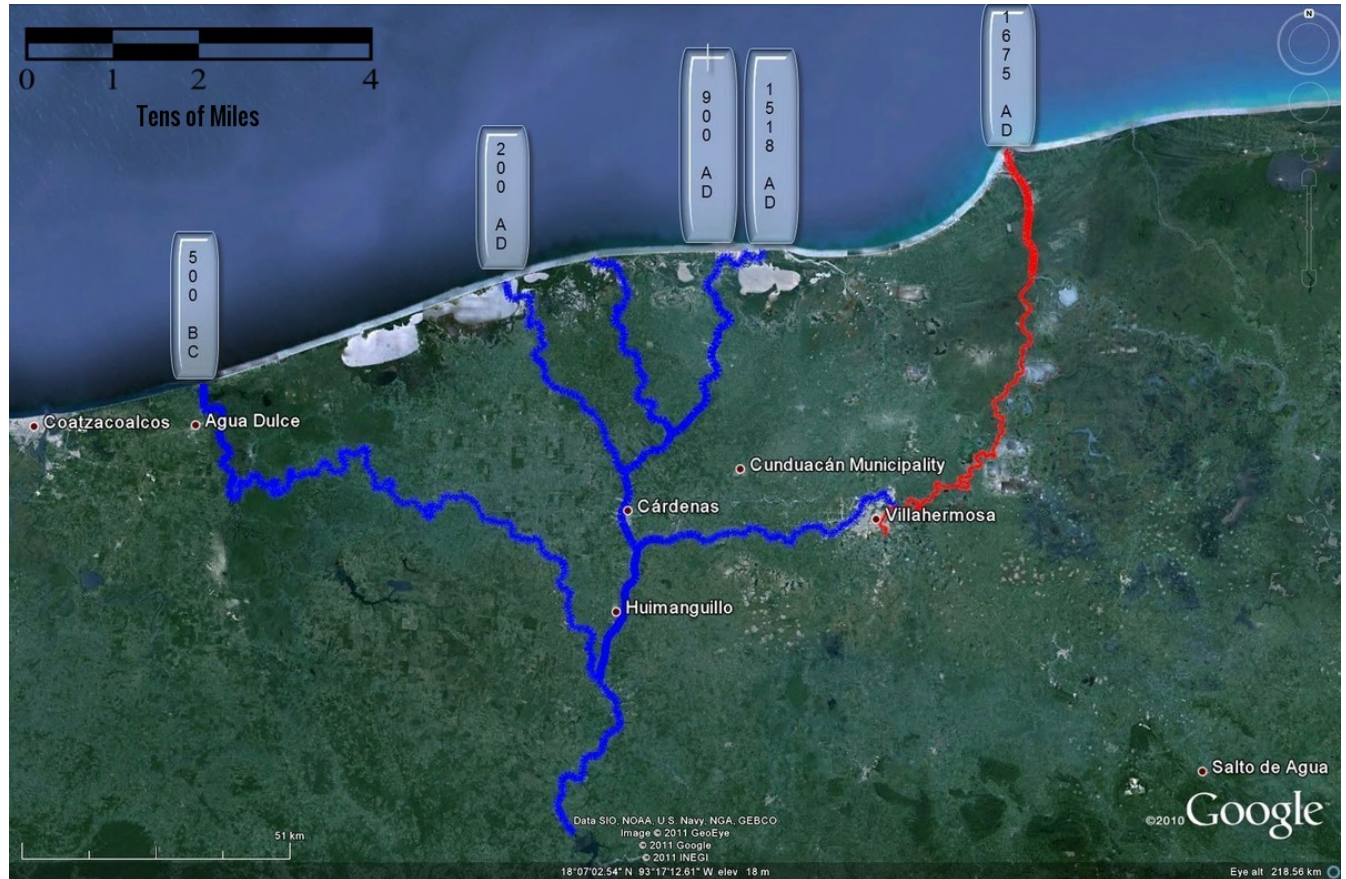 0 1 2 4
Tens of Miles
500 BC
200 AD
900 AD
1518 AD
1675 AD
N
Coatzacoalcos
Agua Dulce
Cunduacán Municipality
Cárdenas
Villahermosa
Huimanguillo
Salto de Agua
©2010 Google
Data SIO, NOAA, U.S. Navy, NGA, GEBCO
Image © 2011 GeoEye
© 2011 Google
© 2011 INEGI
51 km
18°07'02.54" N 93°17'12.61" W elev 18 m
Eye alt 218.56 km